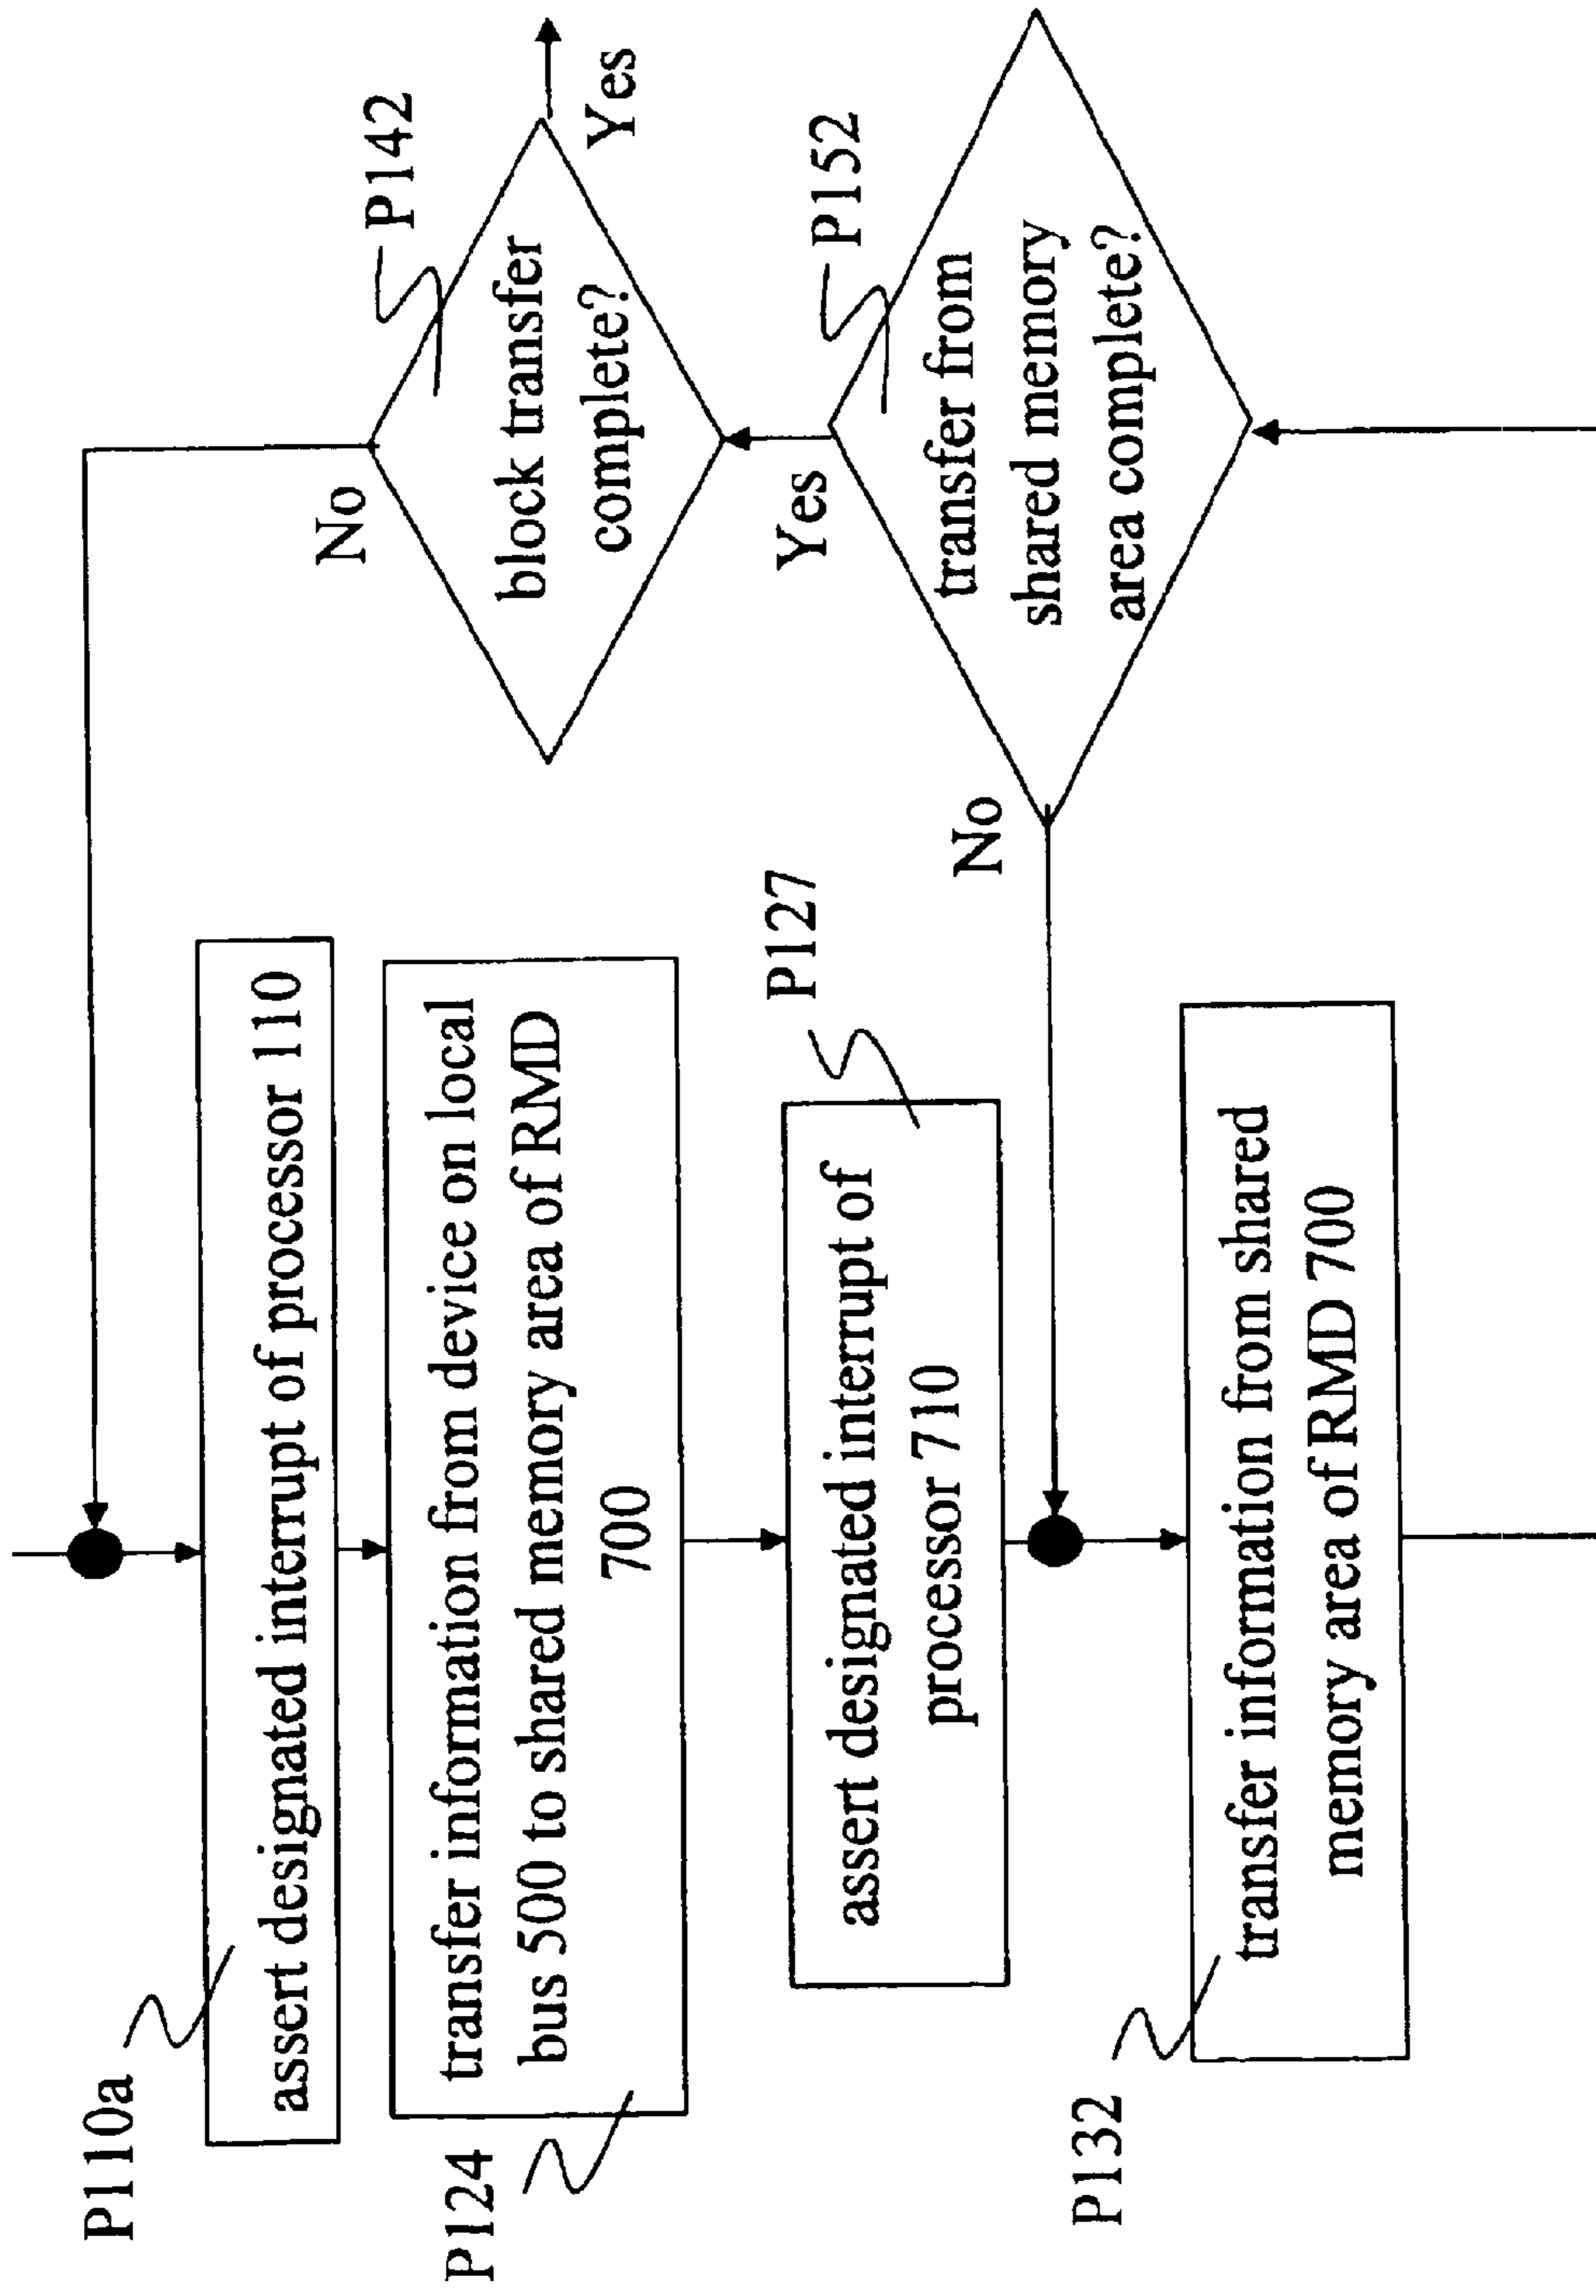 P110a
assert designated interrupt of processor 110
P124
transfer information from device on local
bus 500 to shared memory area of RMD
700
P127
assert designated interrupt of
processor 710
P132
transfer information from shared
memory area of RMD 700
No
P142
block transfer
complete?
Yes
Yes
P152
transfer from
shared memory
area complete?
No